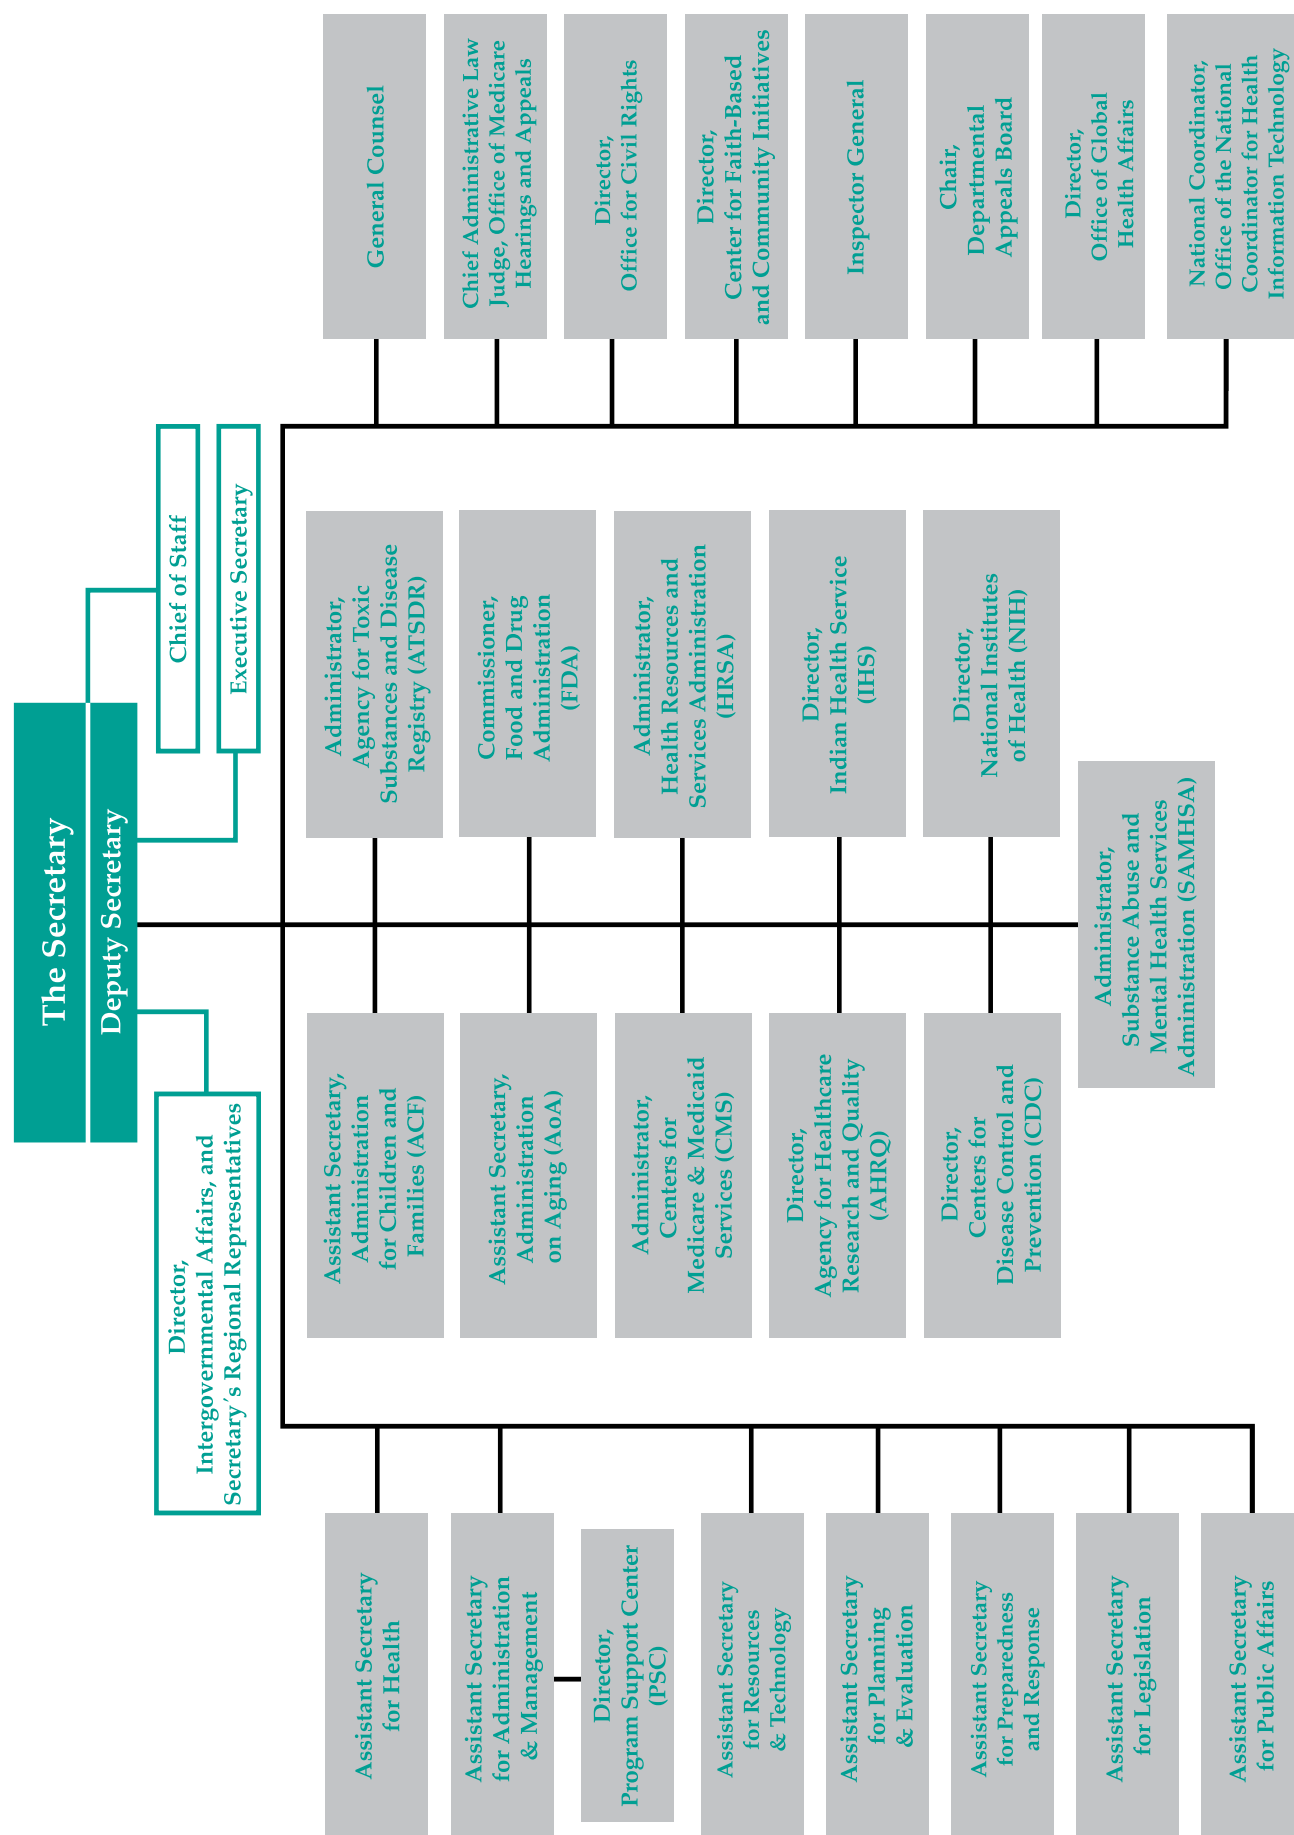 The Secretary
Deputy Secretary
Director,
Intergovernmental Affairs, and
Secretary´s Regional Representatives
Chief of Staff
Executive Secretary
Assistant Secretary
for Health
Assistant Secretary
for Administration
& Management
Director,
Program Support Center
(PSC)
Assistant Secretary
for Resources
& Technology
Assistant Secretary
for Planning
& Evaluation
Assistant Secretary
for Preparedness
and Response
Assistant Secretary
for Legislation
Assistant Secretary
for Public Affairs
Assistant Secretary,
Administration
for Children and
Families (ACF)
Assistant Secretary,
Administration
on Aging (AoA)
Administrator,
Centers for
Medicare & Medicaid
Services (CMS)
Director,
Agency for Healthcare
Research and Quality
(AHRQ)
Director,
Centers for
Disease Control and
Prevention (CDC)
Administrator,
Agency for Toxic
Substances and Disease
Registry (ATSDR)
Commissioner,
Food and Drug
Administration
(FDA)
Administrator,
Health Resources and
Services Administration
(HRSA)
Director,
Indian Health Service
(IHS)
Director,
National Institutes
of Health (NIH)
Administrator,
Substance Abuse and
Mental Health Services
Administration (SAMHSA)
General Counsel
Chief Administrative Law
Judge, Office of Medicare
Hearings and Appeals
Director,
Office for Civil Rights
Director,
Center for Faith-Based
and Community Initiatives
Inspector General
Chair,
Departmental
Appeals Board
Director,
Office of Global
Health Affairs
National Coordinator,
Office of the National
Coordinator for Health
Information Technology